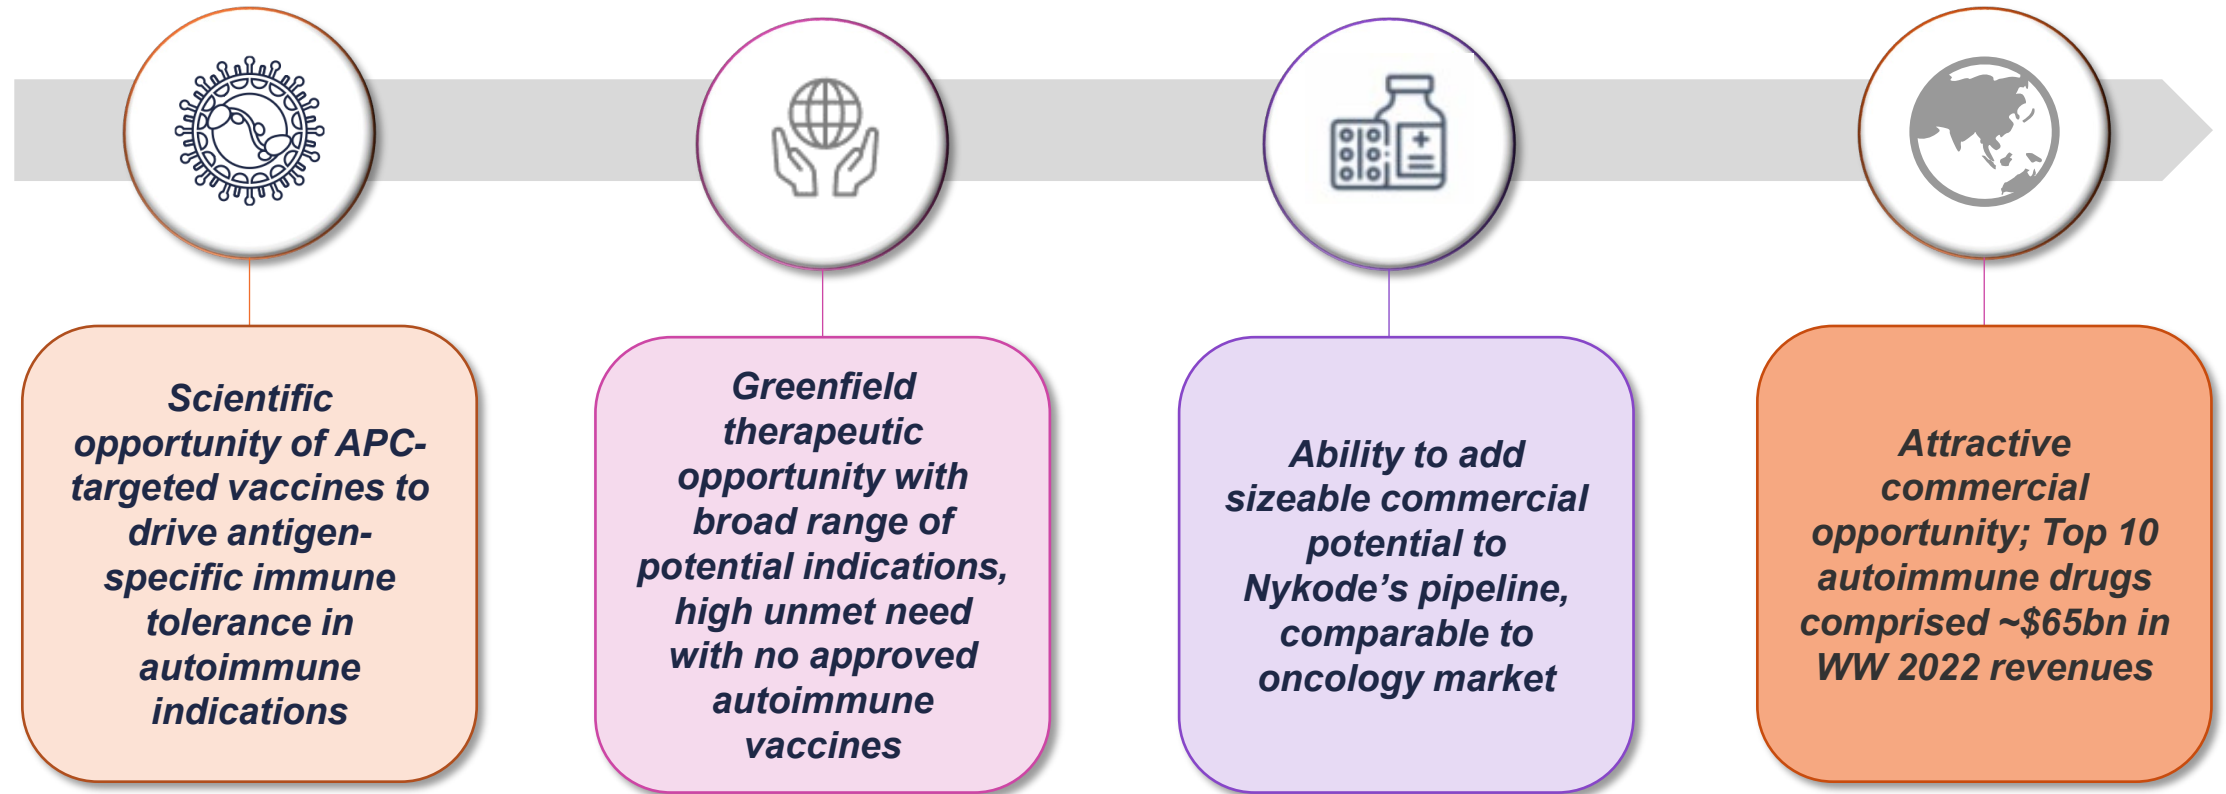 Scientific
opportunity of APC-
targeted vaccines to
drive antigen-
specific immune
tolerance in
autoimmune
indications
Greenfield
therapeutic
opportunity with
broad range of
potential indications,
high unmet need
with no approved
autoimmune
vaccines
Ability to add
sizeable commercial
potential to
Nykode’s pipeline,
comparable to
oncology market
Attractive
commercial
opportunity; Top 10
autoimmune drugs
comprised ~$65bn in
WW 2022 revenues